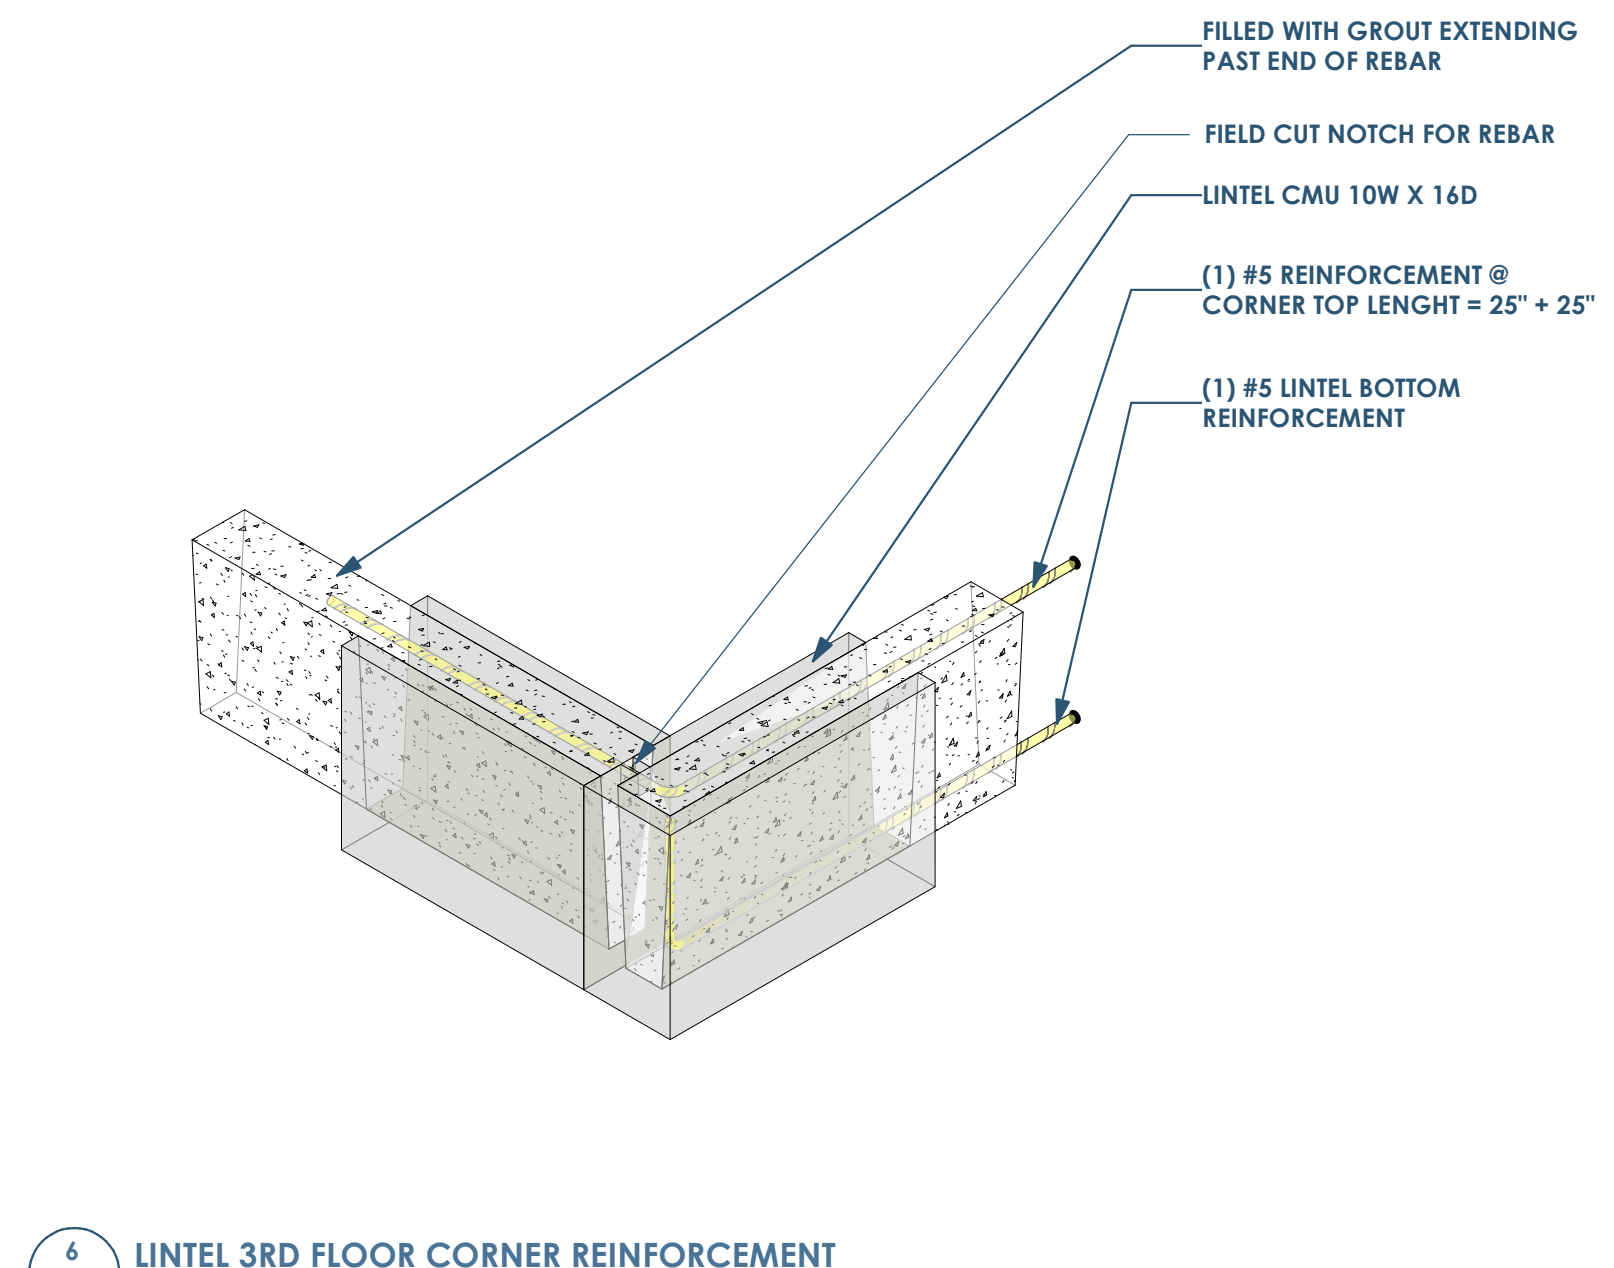 FILLED WITH GROUT EXTENDING
PAST END OF REBAR
FIELD CUT NOTCH FOR REBAR
LINTEL CMU 10W X 16D
(1) #5 REINFORCEMENT @
CORNER TOP LENGHT = 25" + 25"
(1) #5 LINTEL BOTTOM
REINFORCEMENT
6
LINTEL 3RD FLOOR CORNER REINFORCEMENT